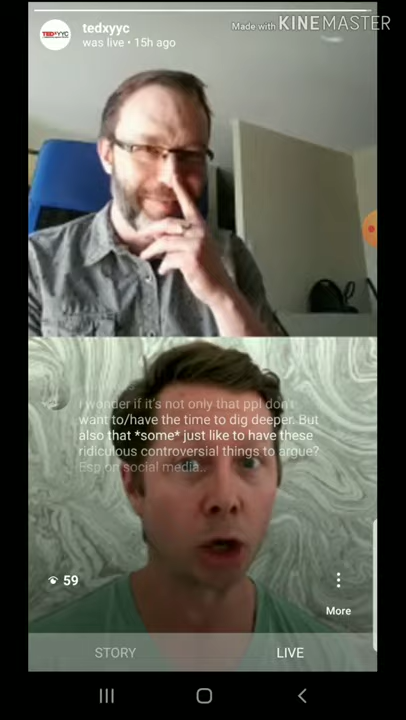 tedxyyc
was live • 15h ago
Made with KINEMASTER
TEDxYYC
I wonder if it's not only that ppl don't
want to/have the time to dig deeper. But
also that *some* just like to have these
ridiculous controversial things to argue?
Esp on social media..
59
More
STORY
LIVE